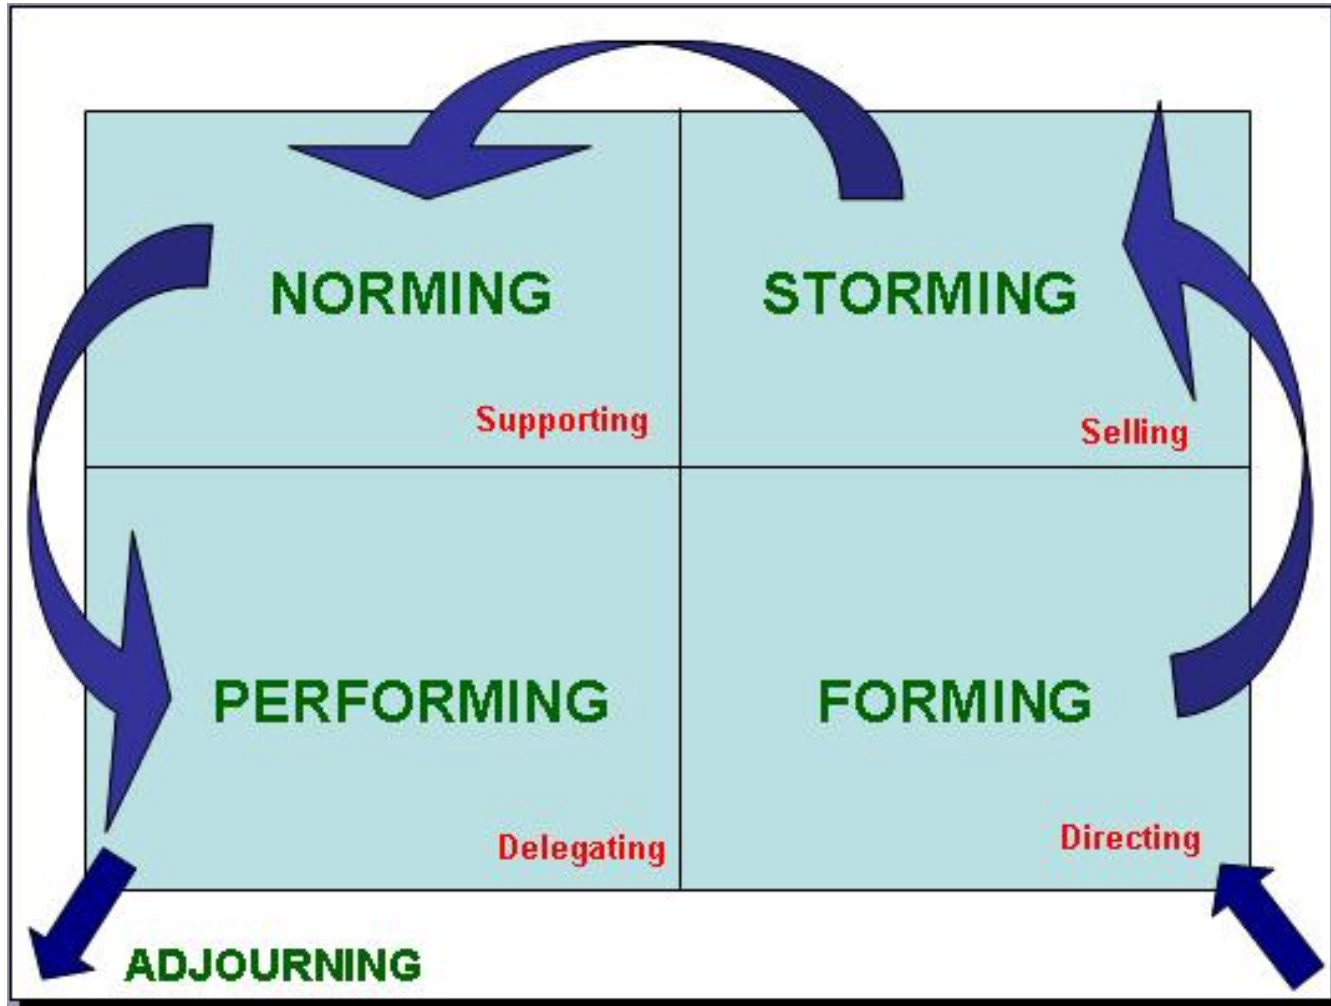 NORMING
STORMING
Supporting
Selling
PERFORMING
FORMING
Delegating
Directing
ADJOURNING